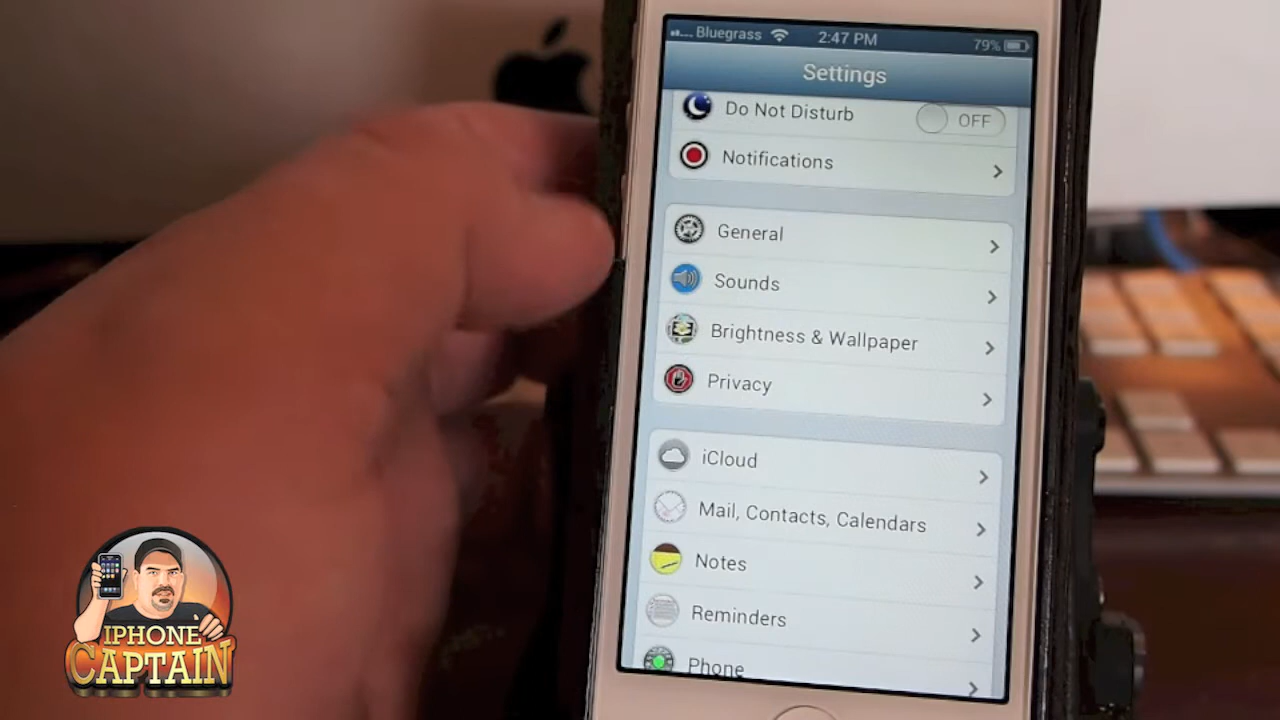 Bluegrass 2:47 PM 79%
Settings
Do Not Disturb OFF
Notifications
General
Sounds
Brightness & Wallpaper
Privacy
iCloud
Mail, Contacts, Calendars
Notes
Reminders
Phone
IPHONE
CAPTAIN